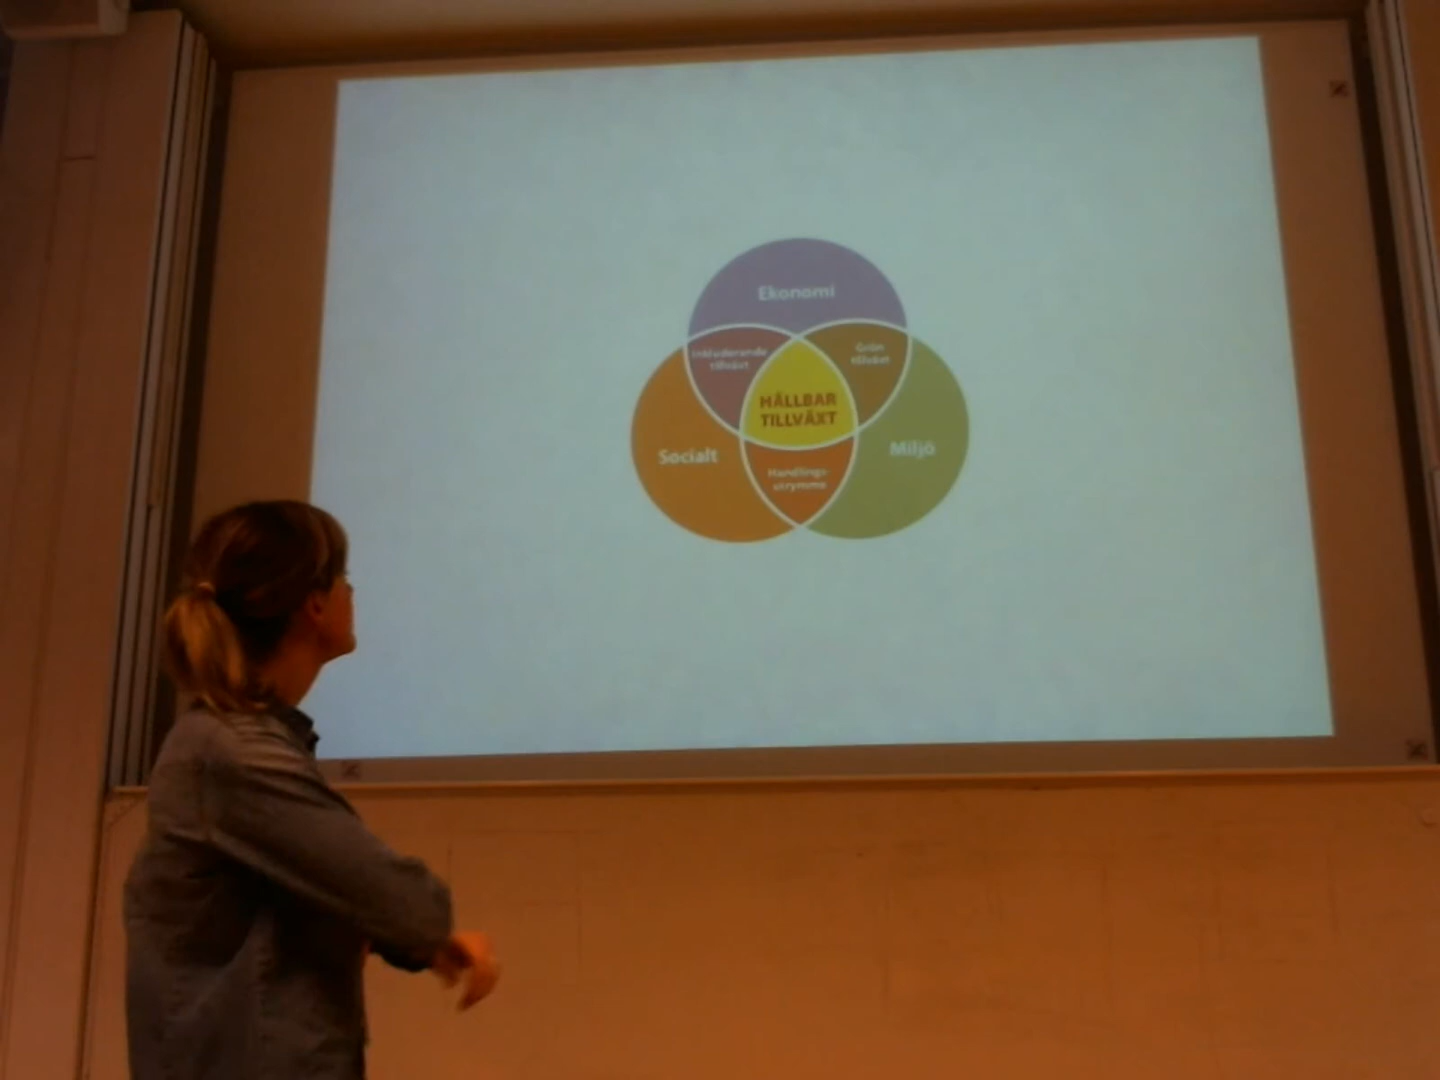 Ekonomi
Inkluderande
tillväxt
Grön
tillväxt
HÅLLBAR
TILLVÄXT
Socialt
Miljö
Handlings-
utrymme